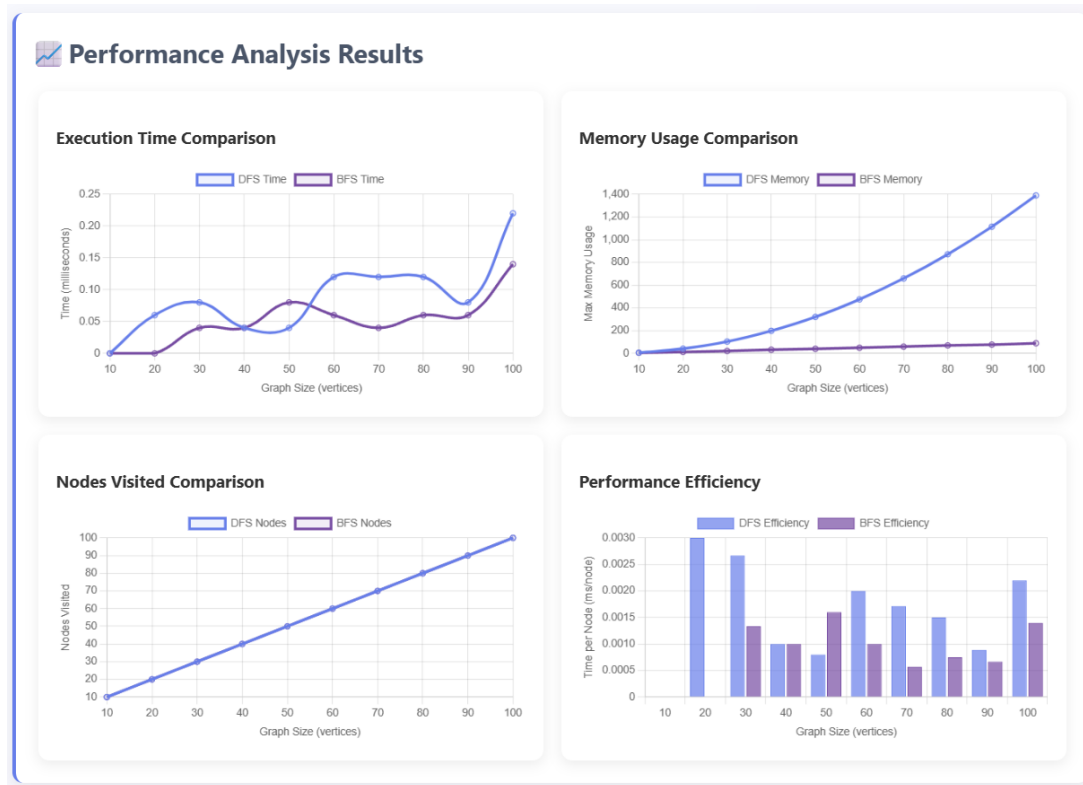 📈 Performance Analysis Results
Execution Time Comparison
DFS Time BFS Time
0.25
0.20
0.15
0.10
0.05
0
Time (milliseconds)
10 20 30 40 50 60 70 80 90 100
Graph Size (vertices)
Memory Usage Comparison
DFS Memory BFS Memory
1,400
1,200
1,000
800
600
400
200
0
Max Memory Usage
10 20 30 40 50 60 70 80 90 100
Graph Size (vertices)
Nodes Visited Comparison
DFS Nodes BFS Nodes
100
90
80
70
60
50
40
30
20
10
Nodes Visited
10 20 30 40 50 60 70 80 90 100
Graph Size (vertices)
Performance Efficiency
DFS Efficiency BFS Efficiency
0.0030
0.0025
0.0020
0.0015
0.0010
0.0005
0
Time per Node (ms/node)
10 20 30 40 50 60 70 80 90 100
Graph Size (vertices)